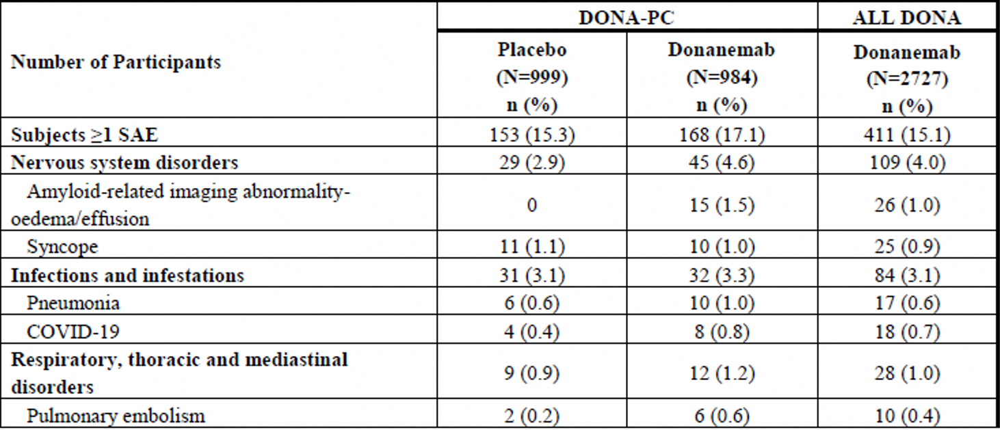 DONA-PC ALL DONA
Number of Participants
Placebo Donanemab Donanemab
(N=999) (N=984) (N=2727)
n (%) n (%) n (%)
Subjects ≥1 SAE 153 (15.3) 168 (17.1) 411 (15.1)
Nervous system disorders 29 (2.9) 45 (4.6) 109 (4.0)
Amyloid-related imaging abnormality-
oedema/effusion 0 15 (1.5) 26 (1.0)
Syncope 11 (1.1) 10 (1.0) 25 (0.9)
Infections and infestations 31 (3.1) 32 (3.3) 84 (3.1)
Pneumonia 6 (0.6) 10 (1.0) 17 (0.6)
COVID-19 4 (0.4) 8 (0.8) 18 (0.7)
Respiratory, thoracic and mediastinal
disorders 9 (0.9) 12 (1.2) 28 (1.0)
Pulmonary embolism 2 (0.2) 6 (0.6) 10 (0.4)